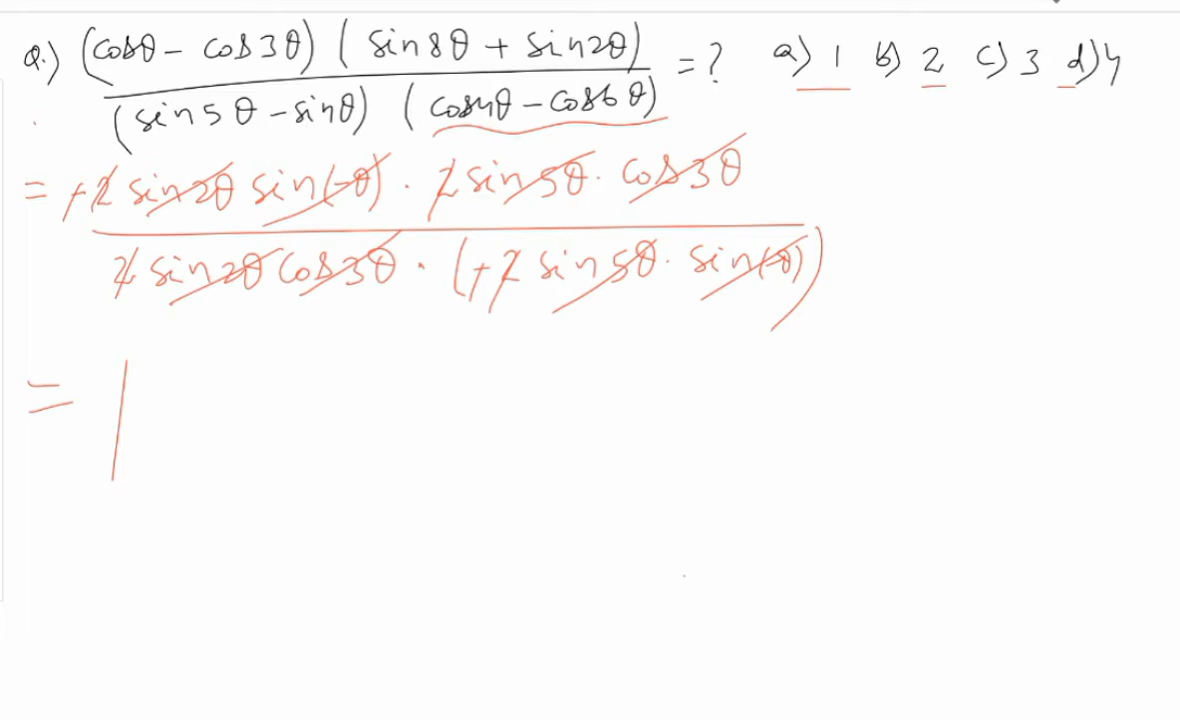 Q.) (cosθ - cos3θ) (sin8θ + sin2θ) = ? a) 1 b) 2 c) 3 d) 4
(sin5θ - sinθ) (cos4θ - cos6θ)
= +2 sin2θ sin(-θ) . 2 sin5θ . cos3θ
2 sin2θ cos3θ . (+2 sin5θ . sin(-θ))
= 1